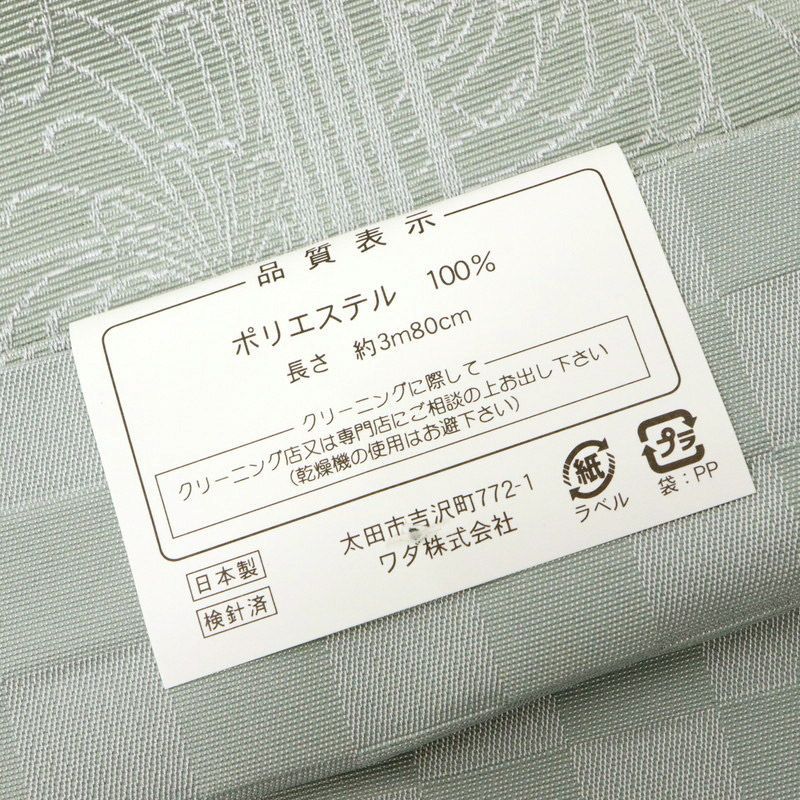 品質表示
ポリエステル 100%
長さ 約3m80cm
クリーニングに際して
クリーニング店又は専門店にご相談の上お出し下さい
(乾燥機の使用はお避下さい)
日本製
検針済
太田市吉沢町772-1
ワダ株式会社
紙
ラベル
プラ
袋:PP